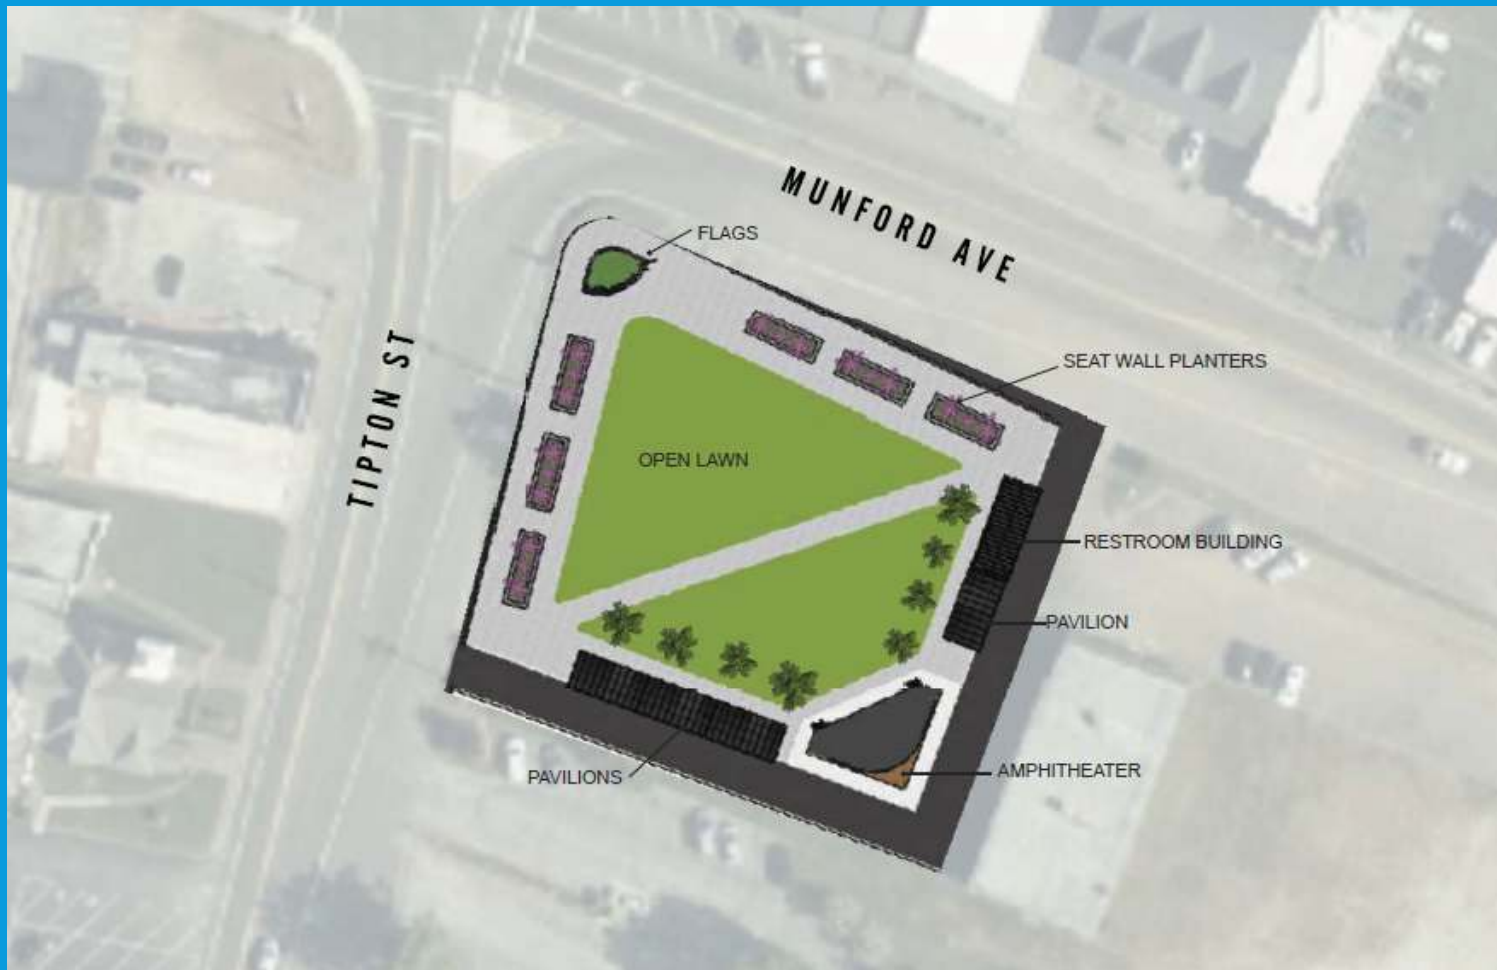 MUNFORD AVE
FLAGS
TIPTON ST
SEAT WALL PLANTERS
OPEN LAWN
RESTROOM BUILDING
PAVILION
PAVILIONS
AMPHITHEATER